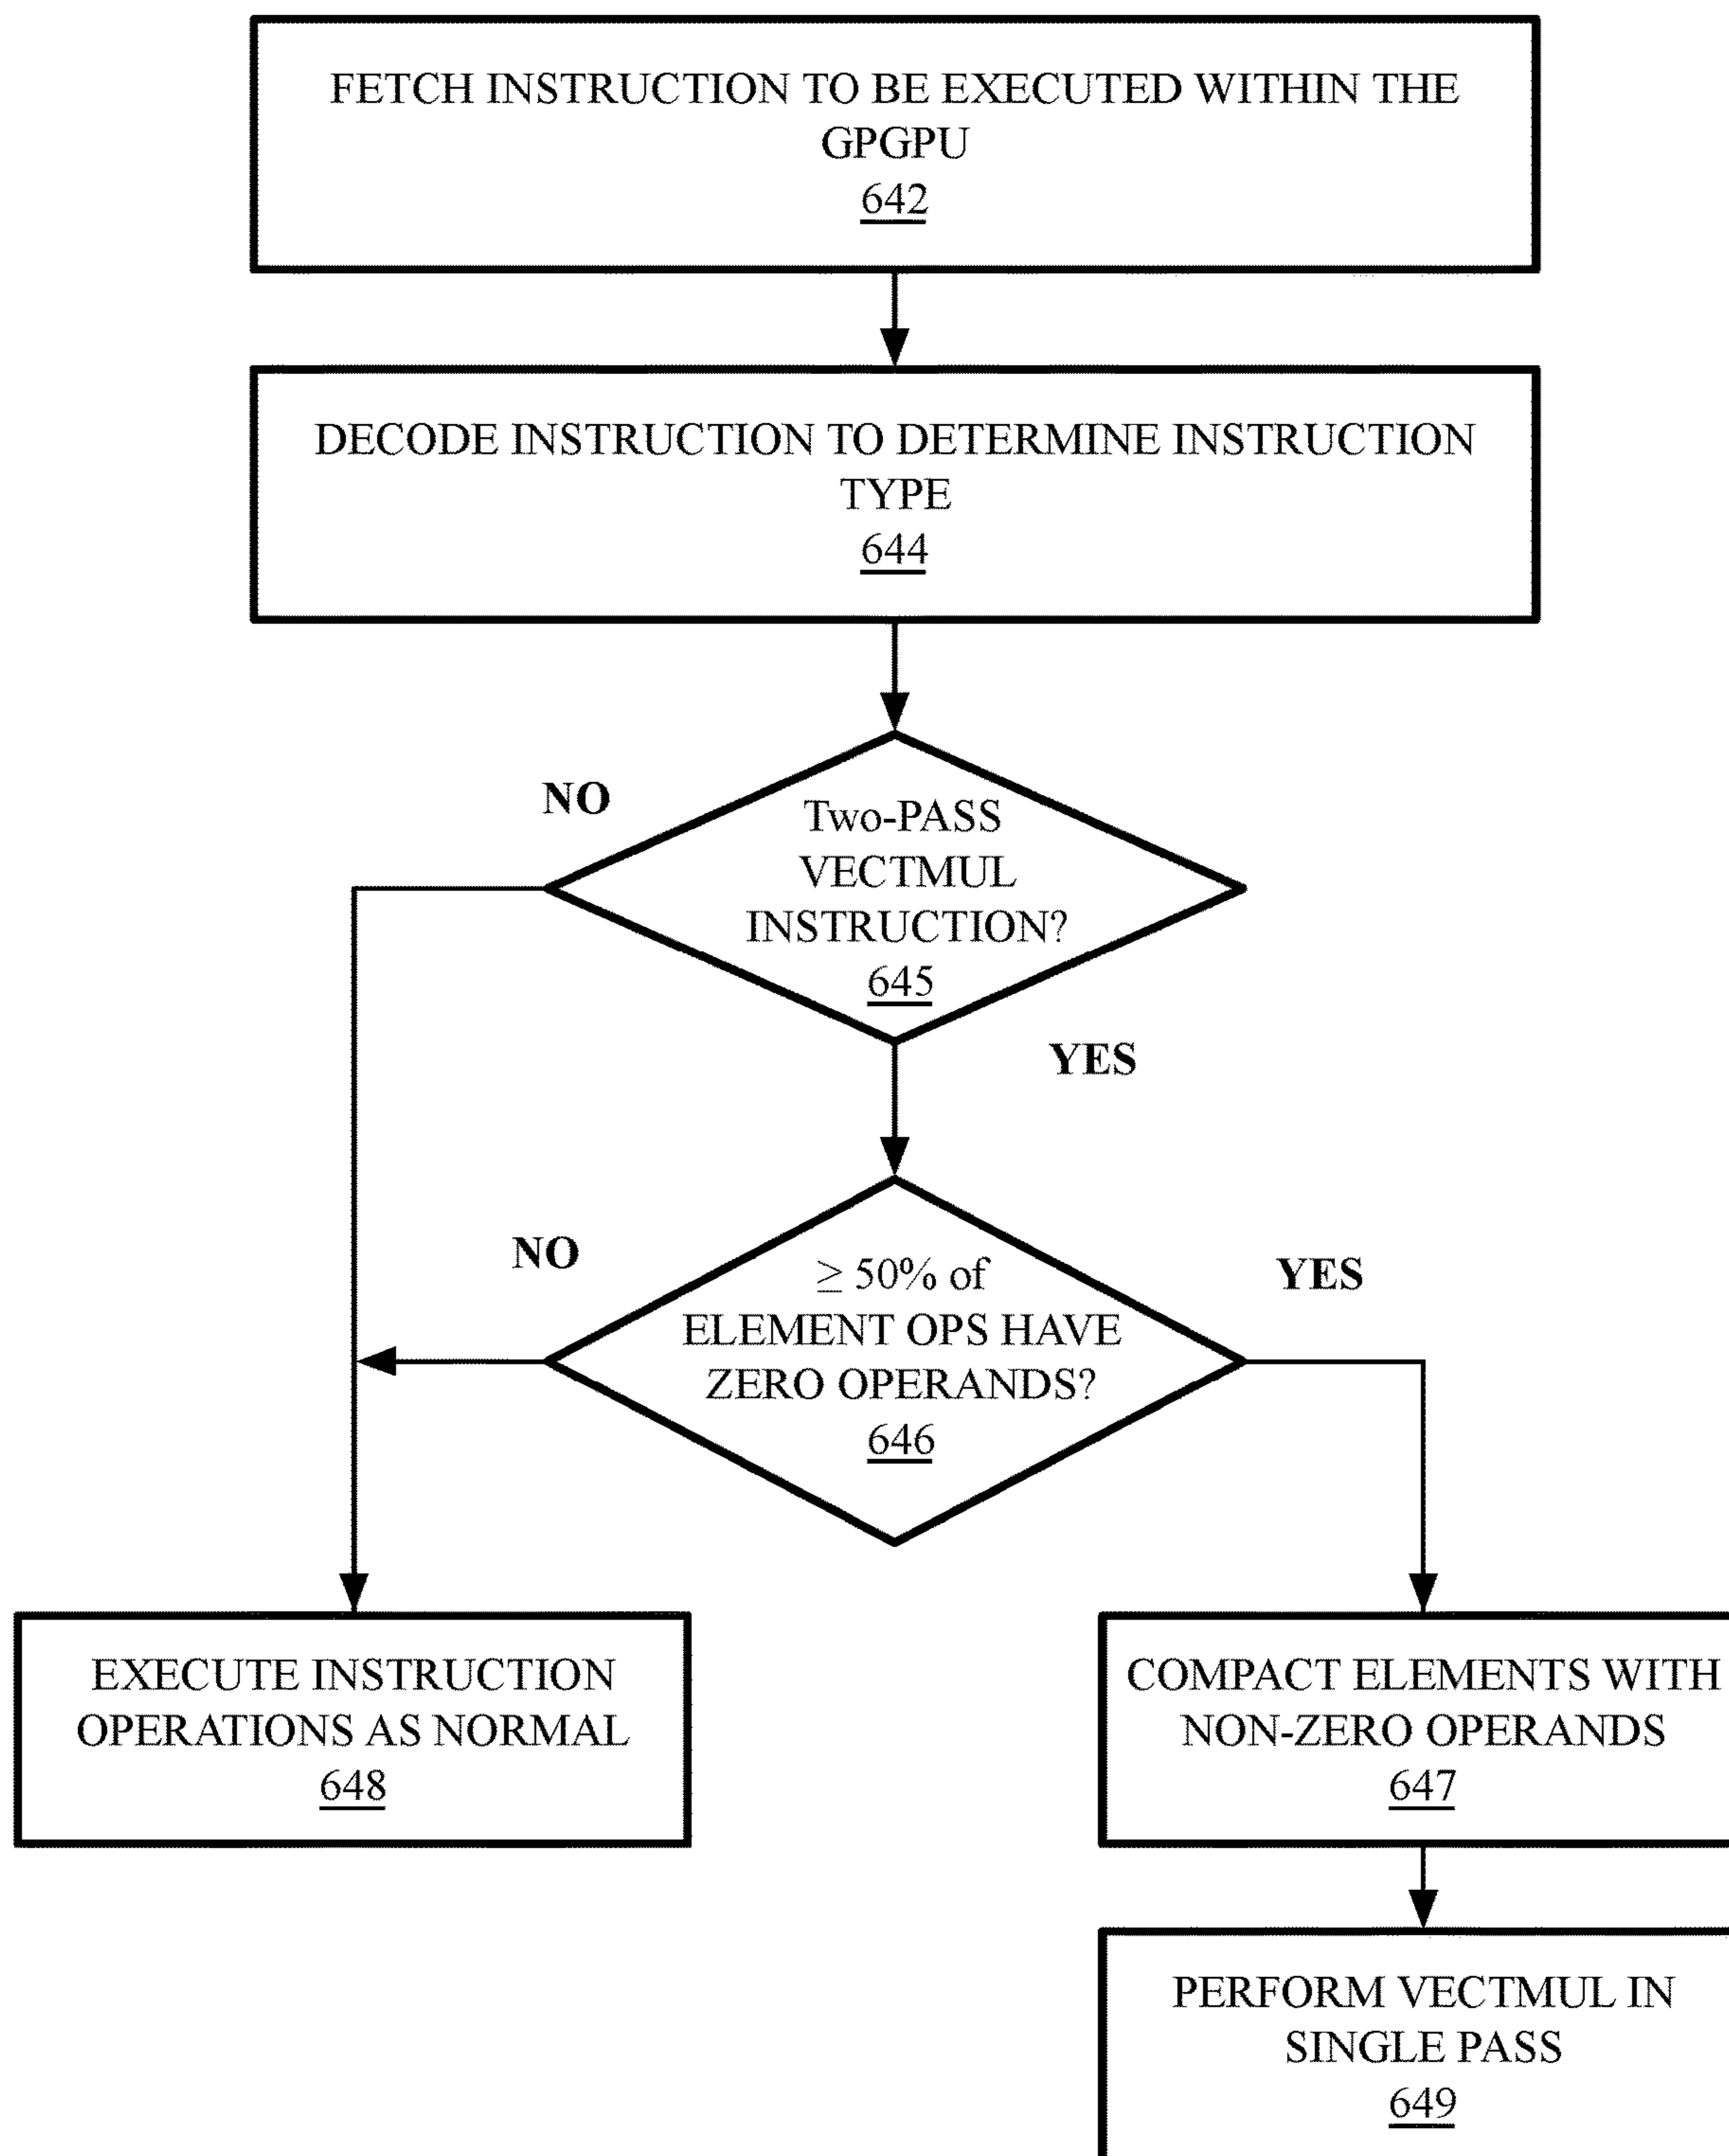 FETCH INSTRUCTION TO BE EXECUTED WITHIN THE
GPGPU
642
DECODE INSTRUCTION TO DETERMINE INSTRUCTION
TYPE
644
NO
Two-PASS
VECTMUL
INSTRUCTION?
645
YES
NO
≥ 50% of
ELEMENT OPS HAVE
ZERO OPERANDS?
646
YES
EXECUTE INSTRUCTION
OPERATIONS AS NORMAL
648
COMPACT ELEMENTS WITH
NON-ZERO OPERANDS
647
PERFORM VECTMUL IN
SINGLE PASS
649